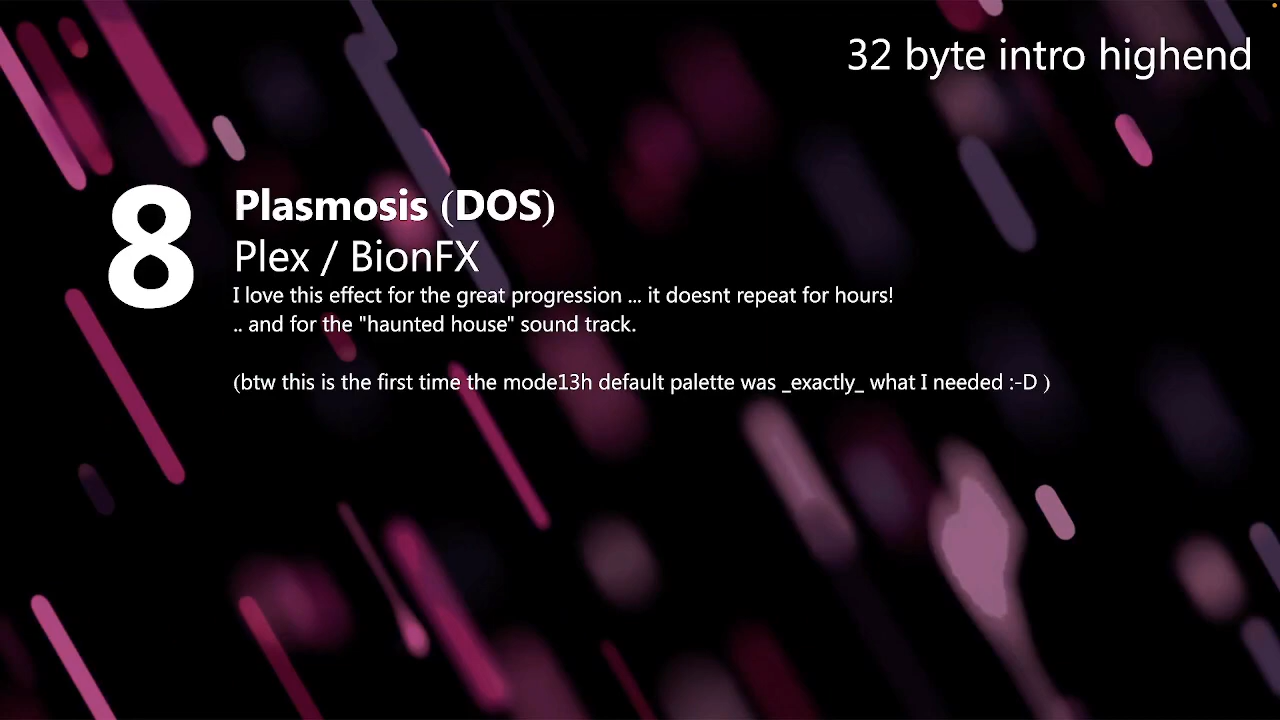 32 byte intro highend
8
Plasmosis (DOS)
Plex / BionFX
I love this effect for the great progression ... it doesnt repeat for hours!
.. and for the "haunted house" sound track.
(btw this is the first time the mode13h default palette was _exactly_ what I needed :-D )